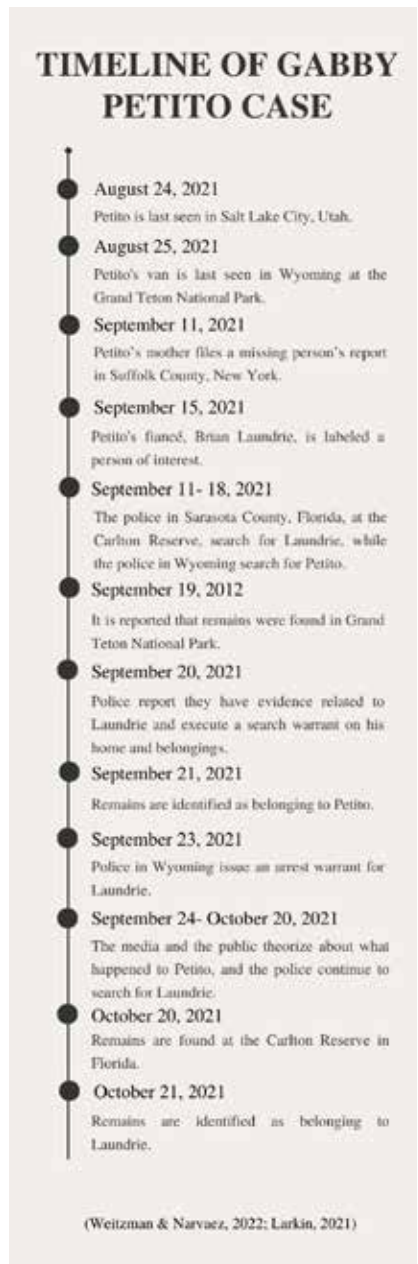 TIMELINE OF GABBY
PETITO CASE
August 24, 2021
Petito is last seen in Salt Lake City, Utah.
August 25, 2021
Petito's van is last seen in Wyoming at the
Grand Teton National Park.
September 11, 2021
Petito's mother files a missing person's report
in Suffolk County, New York.
September 15, 2021
Petito's fiancé, Brian Laundrie, is labeled a
person of interest.
September 11- 18, 2021
The police in Sarasota County, Florida, at the
Carlton Reserve, search for Laundrie, while
the police in Wyoming search for Petito.
September 19, 2012
It is reported that remains were found in Grand
Teton National Park.
September 20, 2021
Police report they have evidence related to
Laundrie and execute a search warrant on his
home and belongings.
September 21, 2021
Remains are identified as belonging to Petito.
September 23, 2021
Police in Wyoming issue an arrest warrant for
Laundrie.
September 24- October 20, 2021
The media and the public theorize about what
happened to Petito, and the police continue to
search for Laundrie.
October 20, 2021
Remains are found at the Carlton Reserve in
Florida.
October 21, 2021
Remains are identified as belonging to
Laundrie.
(Weitzman & Narvaez, 2022; Larkin, 2021)